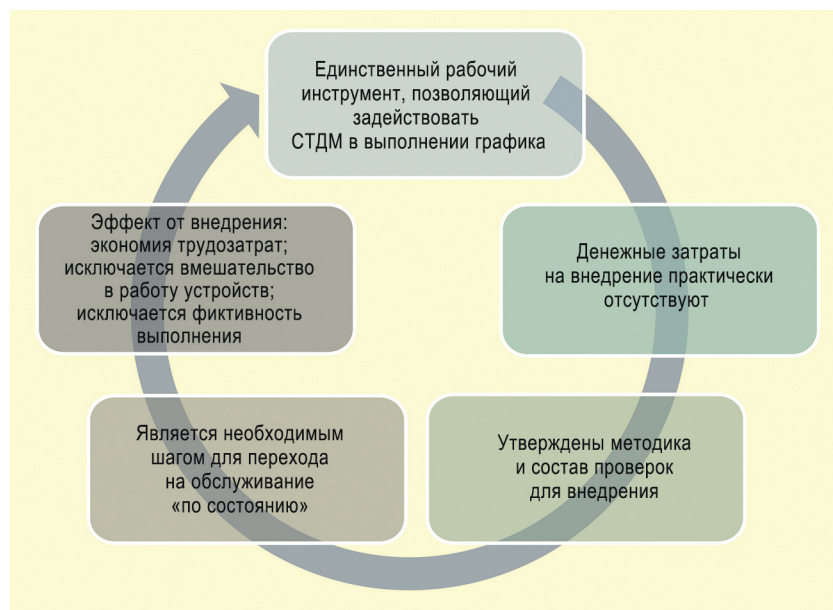 Единственный рабочий
инструмент, позволяющий
задействовать
СТДМ в выполнении графика
Денежные затраты
на внедрение практически
отсутствуют
Утверждены методика
и состав проверок
для внедрения
Является необходимым
шагом для перехода
на обслуживание
«по состоянию»
Эффект от внедрения:
экономия трудозатрат;
исключается вмешательство
в работу устройств;
исключается фиктивность
выполнения